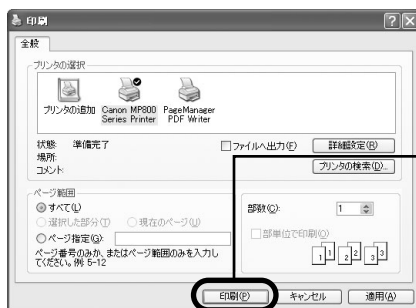 印刷
全般
プリンタの選択
プリンタの追加 Canon MP800 Series Printer PageManager PDF Writer
状態: 準備完了
場所:
コメント:
ファイルへ出力(F) 詳細設定(R)
プリンタの検索(D)...
ページ範囲
すべて(L)
選択した部分(T) 現在のページ(U)
ページ指定(G):
ページ番号のみか、またはページ範囲のみを入力し
てください。例: 5-12
部数(C): 1
部単位で印刷(O)
1 1 2 2 3 3
印刷(P) キャンセル 適用(A)